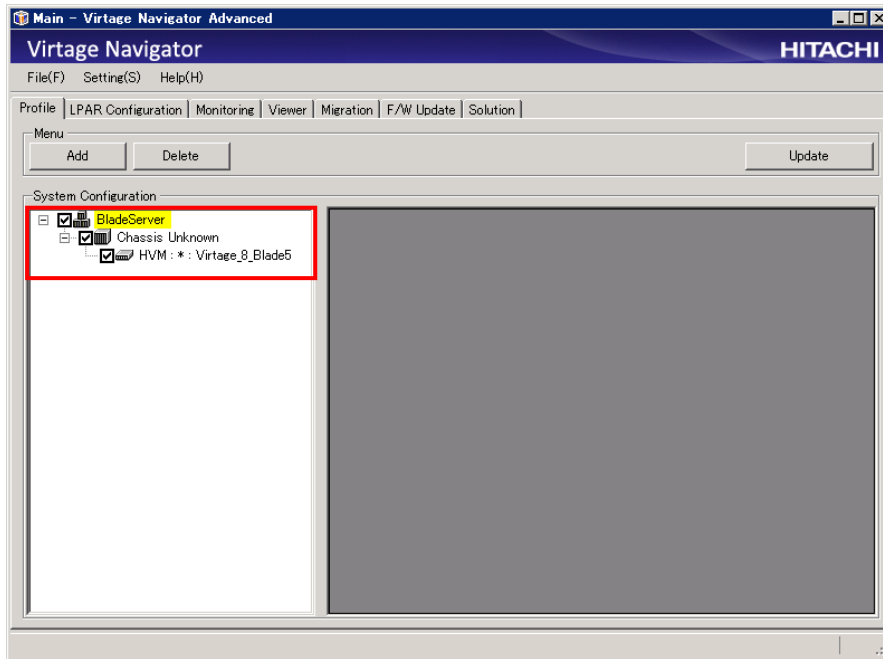 Main - Virtage Navigator Advanced
Virtage Navigator HITACHI
File(F) Setting(S) Help(H)
Profile LPAR Configuration Monitoring Viewer Migration F/W Update Solution
Menu
Add Delete Update
System Configuration
BladeServer
Chassis Unknown
HVM : * : Virtage_8_Blade5